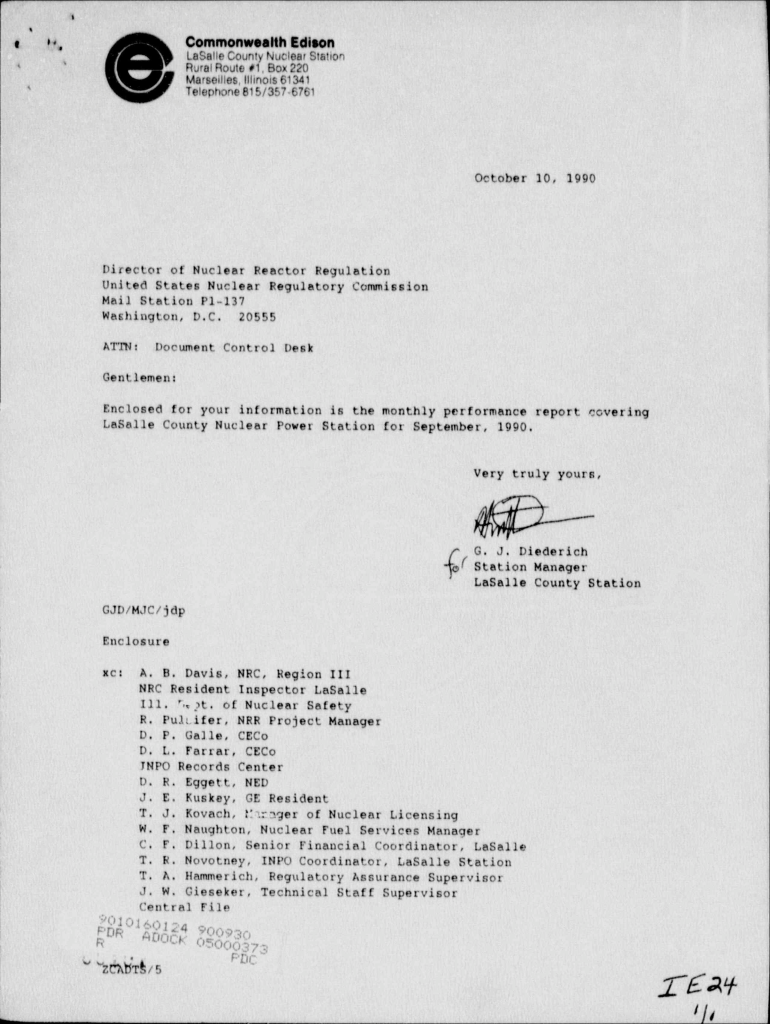 Commonwealth Edison
LaSalle County Nuclear Station
Rural Route #1, Box 220
Marseilles, Illinois 61341
Telephone 815/357-6761
October 10, 1990
Director of Nuclear Reactor Regulation
United States Nuclear Regulatory Commission
Mail Station P1-137
Washington, D.C. 20555
ATTN: Document Control Desk
Gentlemen:
Enclosed for your information is the monthly performance report covering
LaSalle County Nuclear Power Station for September, 1990.
Very truly yours,
G. J. Diederich
for Station Manager
LaSalle County Station
GJD/MJC/jdp
Enclosure
xc: A. B. Davis, NRC, Region III
NRC Resident Inspector LaSalle
Ill. Dept. of Nuclear Safety
R. Pulsifer, NRR Project Manager
D. P. Galle, CECo
D. L. Farrar, CECo
INPO Records Center
D. R. Eggett, NED
J. E. Kuskey, GE Resident
T. J. Kovach, Manager of Nuclear Licensing
W. F. Naughton, Nuclear Fuel Services Manager
C. F. Dillon, Senior Financial Coordinator, LaSalle
T. R. Novotney, INPO Coordinator, LaSalle Station
T. A. Hammerich, Regulatory Assurance Supervisor
J. W. Gieseker, Technical Staff Supervisor
Central File
9010160124 900930
PDR ADOCK 05000373
R PDC
ZCADTS/5
IE24
1/1